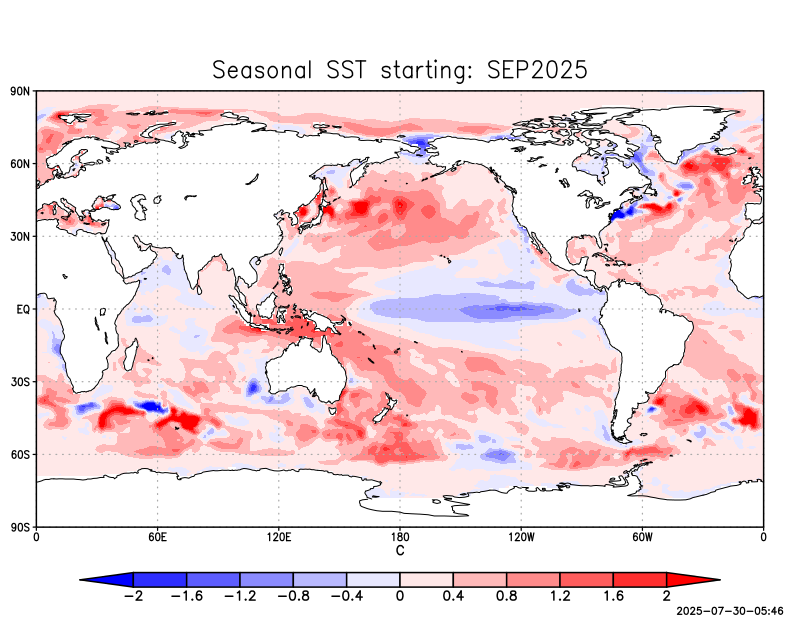 Seasonal SST starting: SEP2025
90N
60N
30N
EQ
30S
60S
90S
0 60E 120E 180 120W 60W 0
C
−2 −1.6 −1.2 −0.8 −0.4 0 0.4 0.8 1.2 1.6 2
2025-07-30-05:46